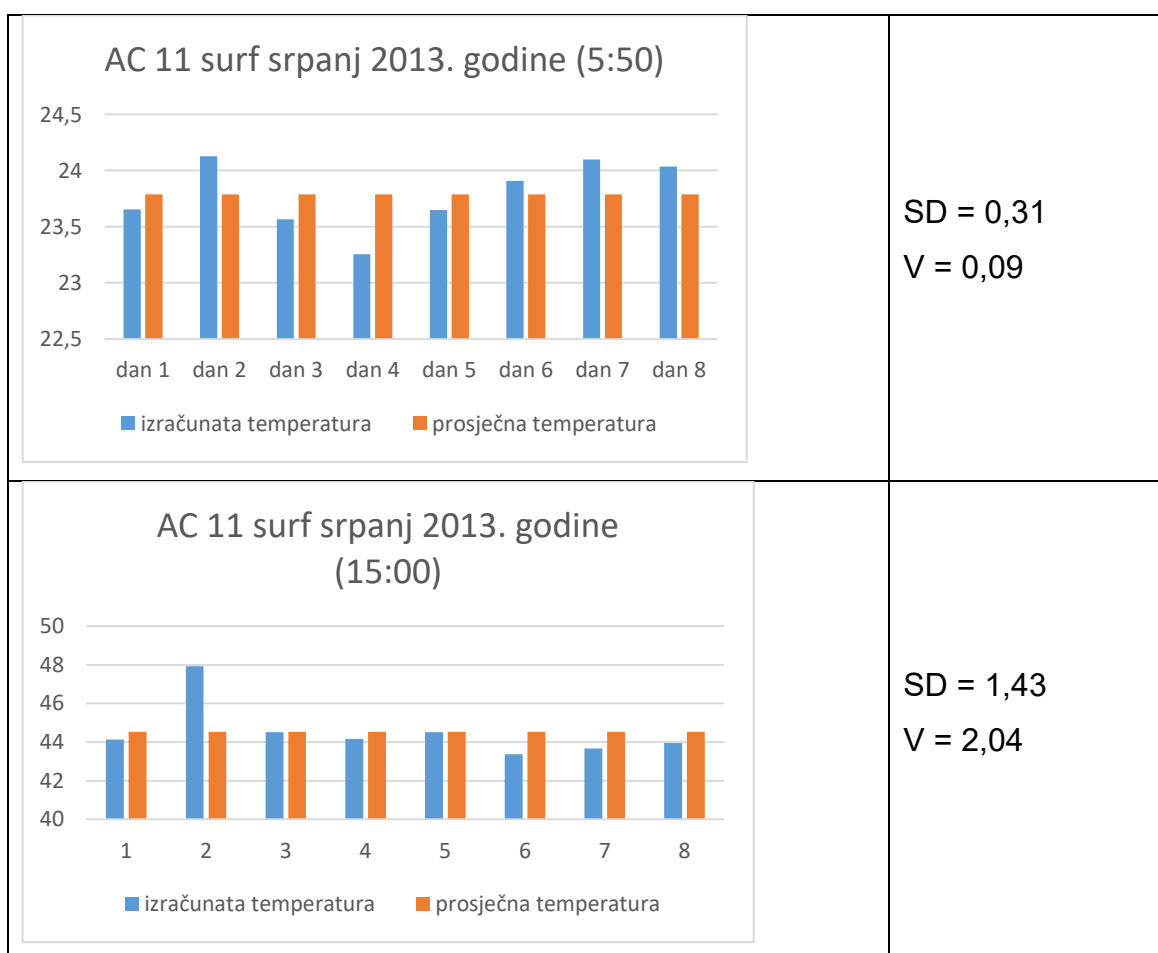 AC 11 surf srpanj 2013. godine (5:50)
24,5
24
23,5
23
22,5
dan 1 dan 2 dan 3 dan 4 dan 5 dan 6 dan 7 dan 8
izračunata temperatura prosječna temperatura
SD = 0,31
V = 0,09
AC 11 surf srpanj 2013. godine
(15:00)
50
48
46
44
42
40
1 2 3 4 5 6 7 8
izračunata temperatura prosječna temperatura
SD = 1,43
V = 2,04